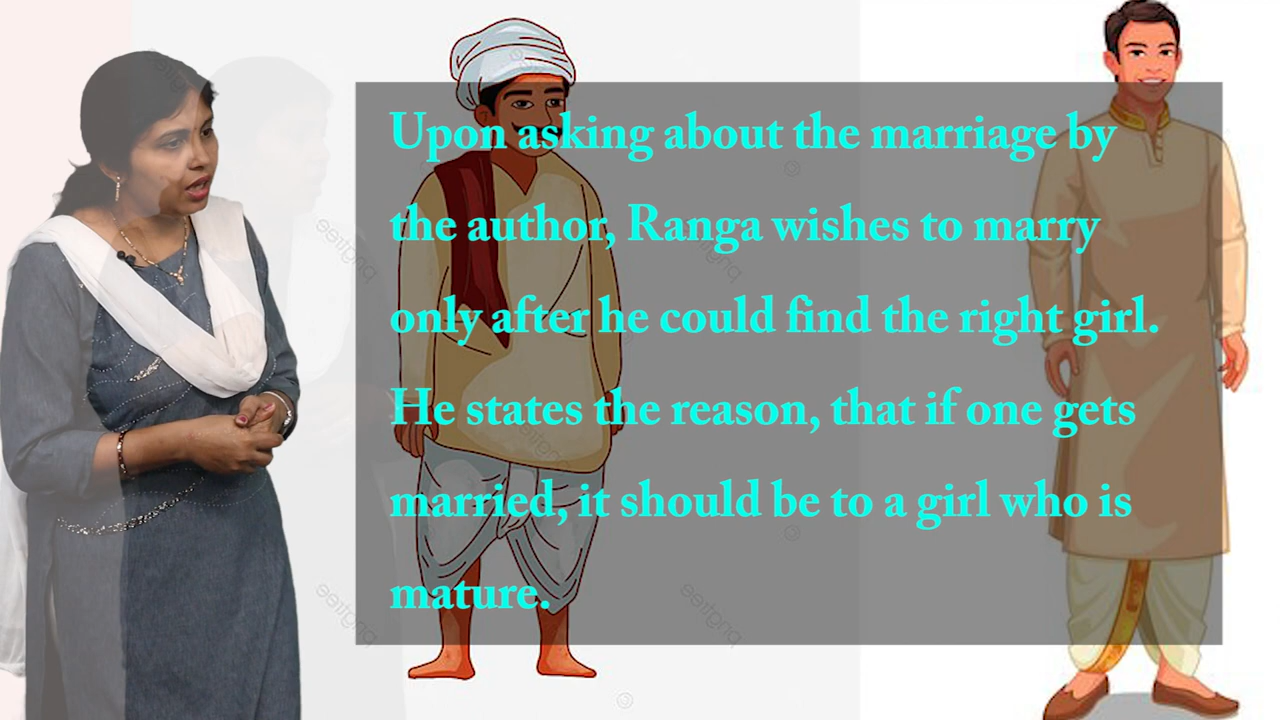 Upon asking about the marriage by
the author, Ranga wishes to marry
only after he could find the right girl.
He states the reason, that if one gets
married, it should be to a girl who is
mature.